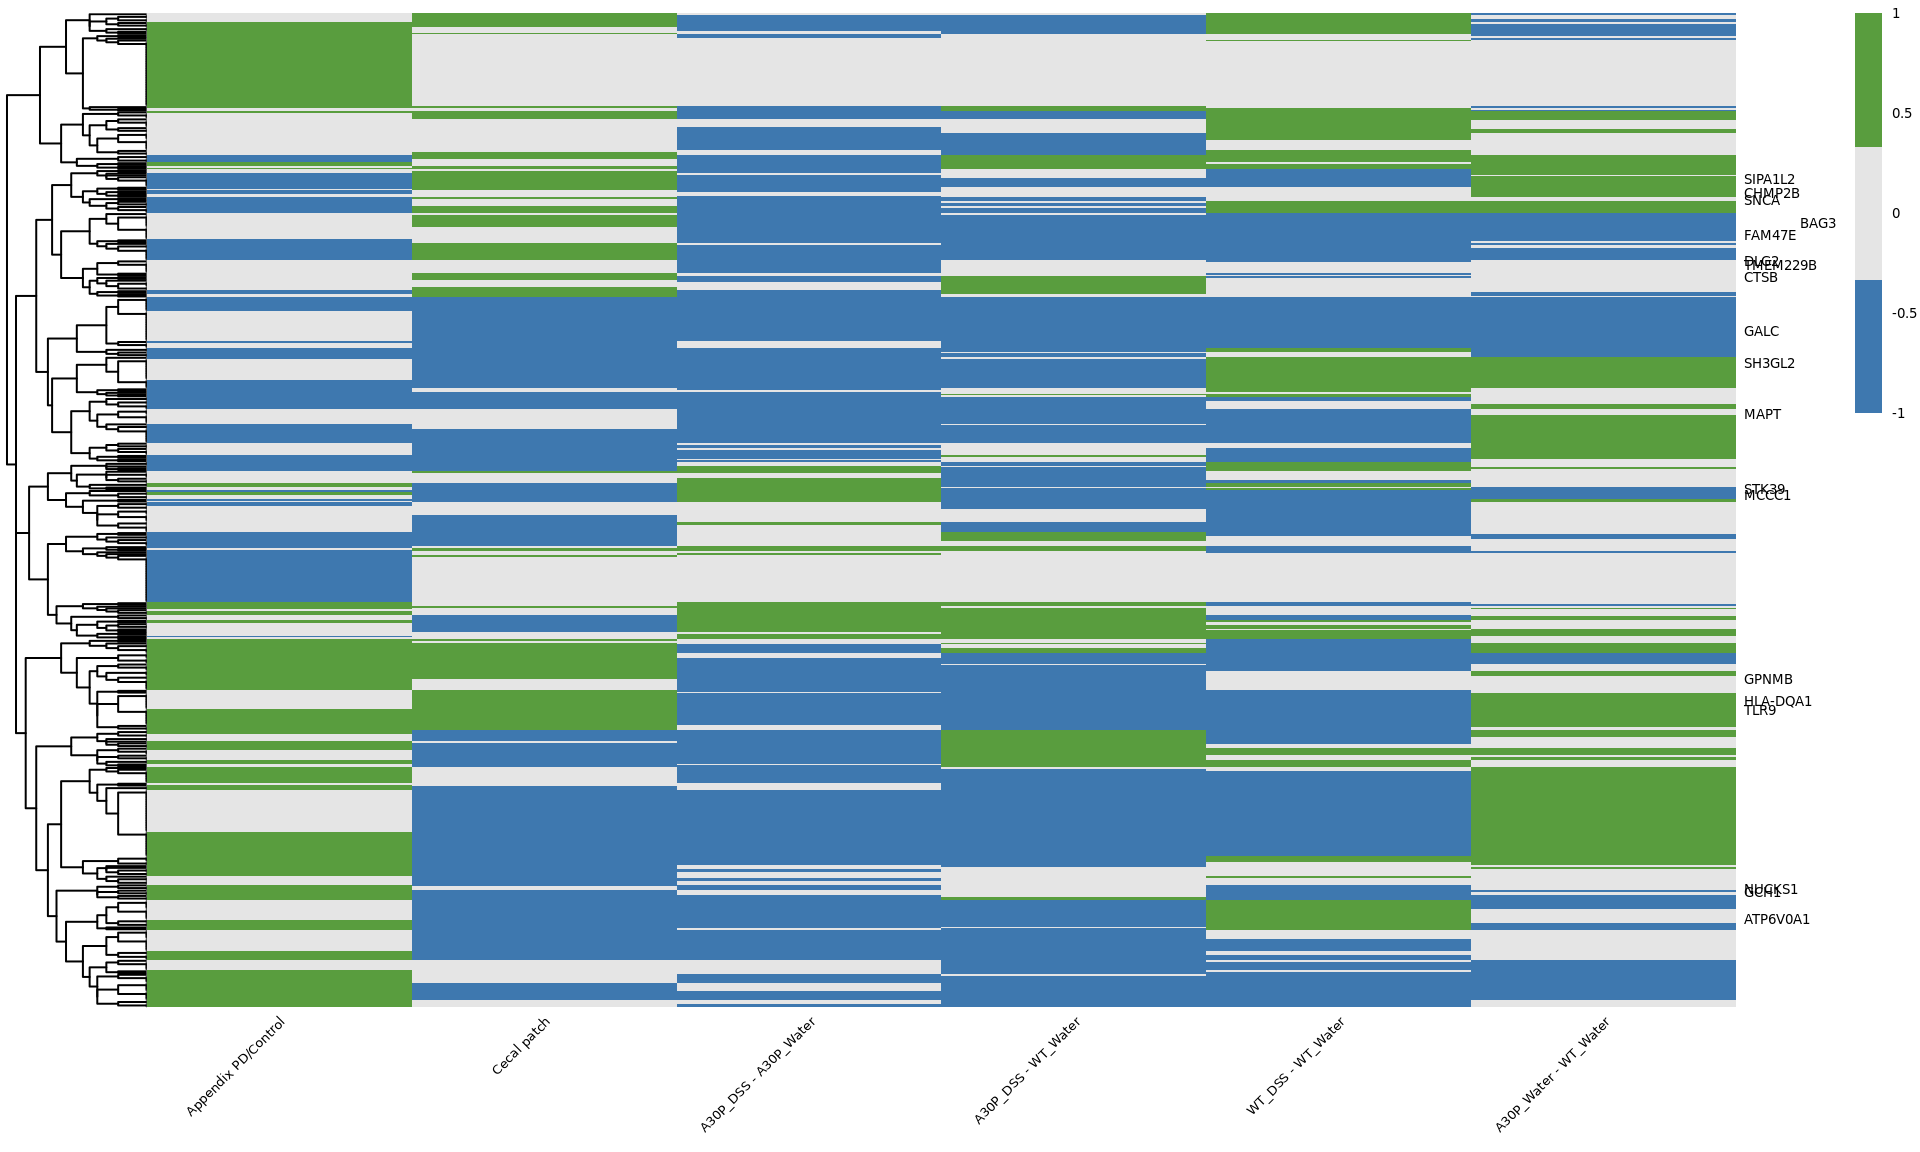 1
0.5
0
-0.5
-1
SIPA1L2
CHMP2B
SNCA
BAG3
FAM47E
DLG2
TMEM229B
CTSB
GALC
SH3GL2
MAPT
STK39
MCCC1
GPNMB
HLA-DQA1
TLR9
NUCKS1
GCH1
ATP6V0A1
Appendix PD/Control
Cecal patch
A30P_DSS - A30P_Water
A30P_DSS - WT_Water
WT_DSS - WT_Water
A30P_Water - WT_Water